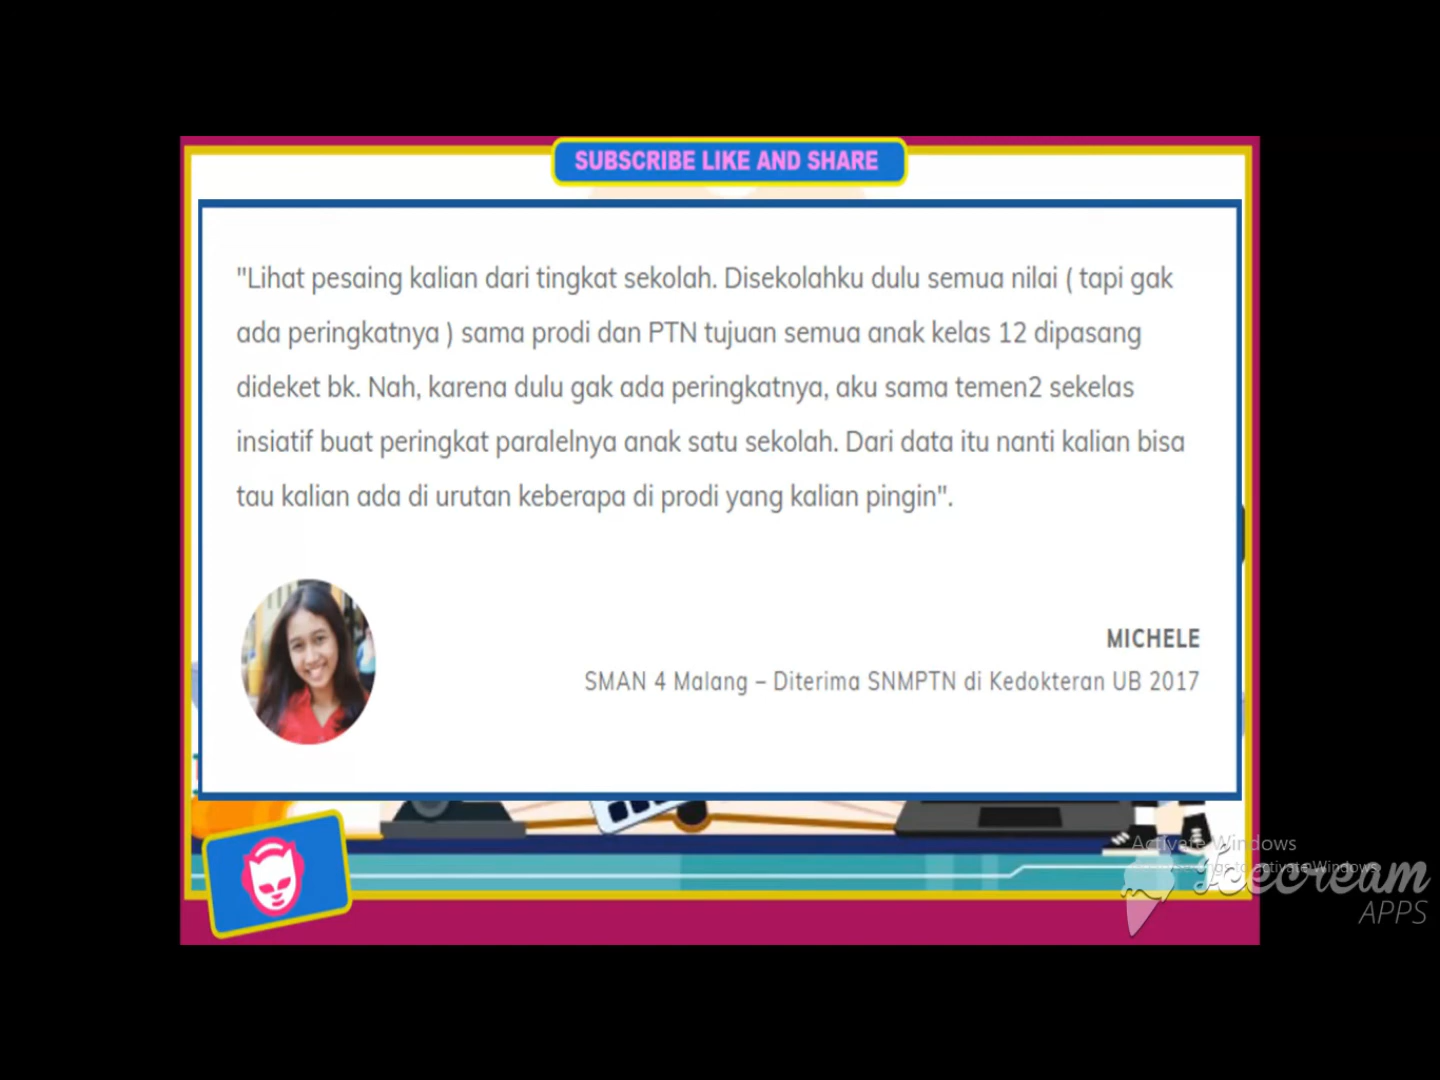 SUBSCRIBE LIKE AND SHARE
"Lihat pesaing kalian dari tingkat sekolah. Disekolahku dulu semua nilai ( tapi gak
ada peringkatnya ) sama prodi dan PTN tujuan semua anak kelas 12 dipasang
dideket bk. Nah, karena dulu gak ada peringkatnya, aku sama temen2 sekelas
insiatif buat peringkat paralelnya anak satu sekolah. Dari data itu nanti kalian bisa
tau kalian ada di urutan keberapa di prodi yang kalian pingin".
MICHELE
SMAN 4 Malang – Diterima SNMPTN di Kedokteran UB 2017
Activate Windows
to activate Windows.
Icecream
APPS